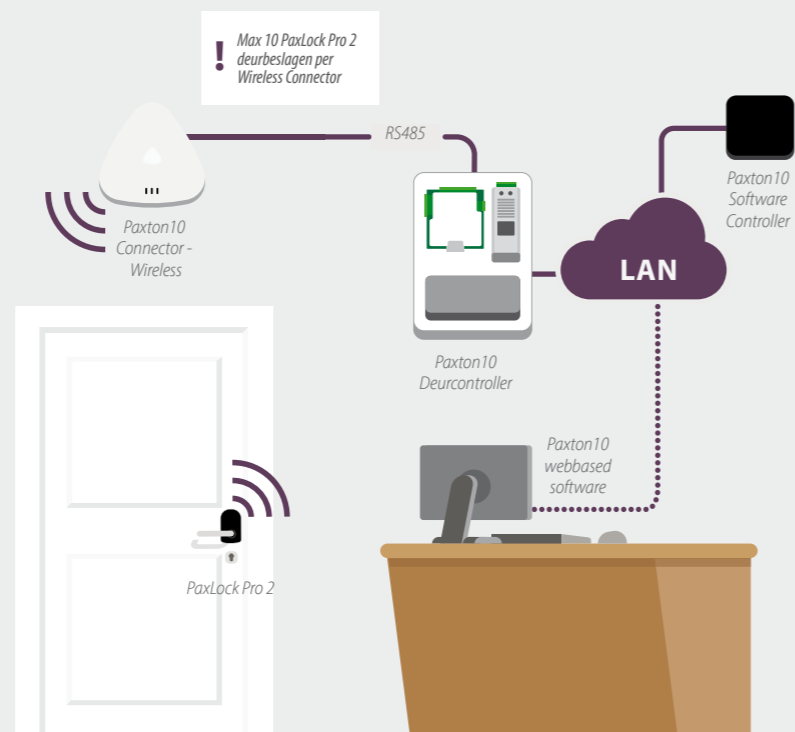 !
Max 10 PaxLock Pro 2
deurbeslagen per
Wireless Connector
RS485
Paxton10
Connector -
Wireless
Paxton10
Software
Controller
LAN
Paxton10
Deurcontroller
Paxton10
webbased
software
PaxLock Pro 2